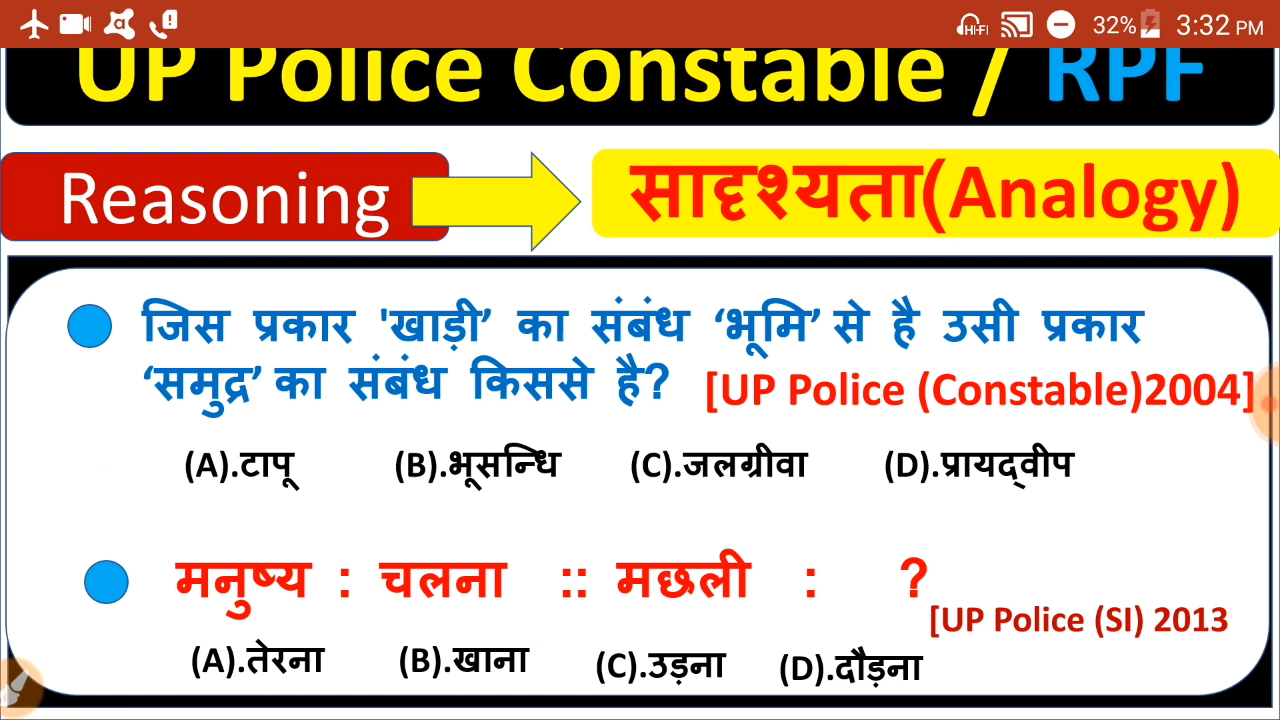 32% 3:32 PM
UP Police Constable / RPF
Reasoning
सादृश्यता(Analogy)
जिस प्रकार 'खाड़ी’ का संबंध ‘भूमि’ से है उसी प्रकार
‘समुद्र’ का संबंध किससे है? [UP Police (Constable)2004]
(A).टापू (B).भूसन्धि (C).जलग्रीवा (D).प्रायद्वीप
मनुष्य : चलना :: मछली : ?
[UP Police (SI) 2013
(A).तेरना (B).खाना (C).उड़ना (D).दौड़ना